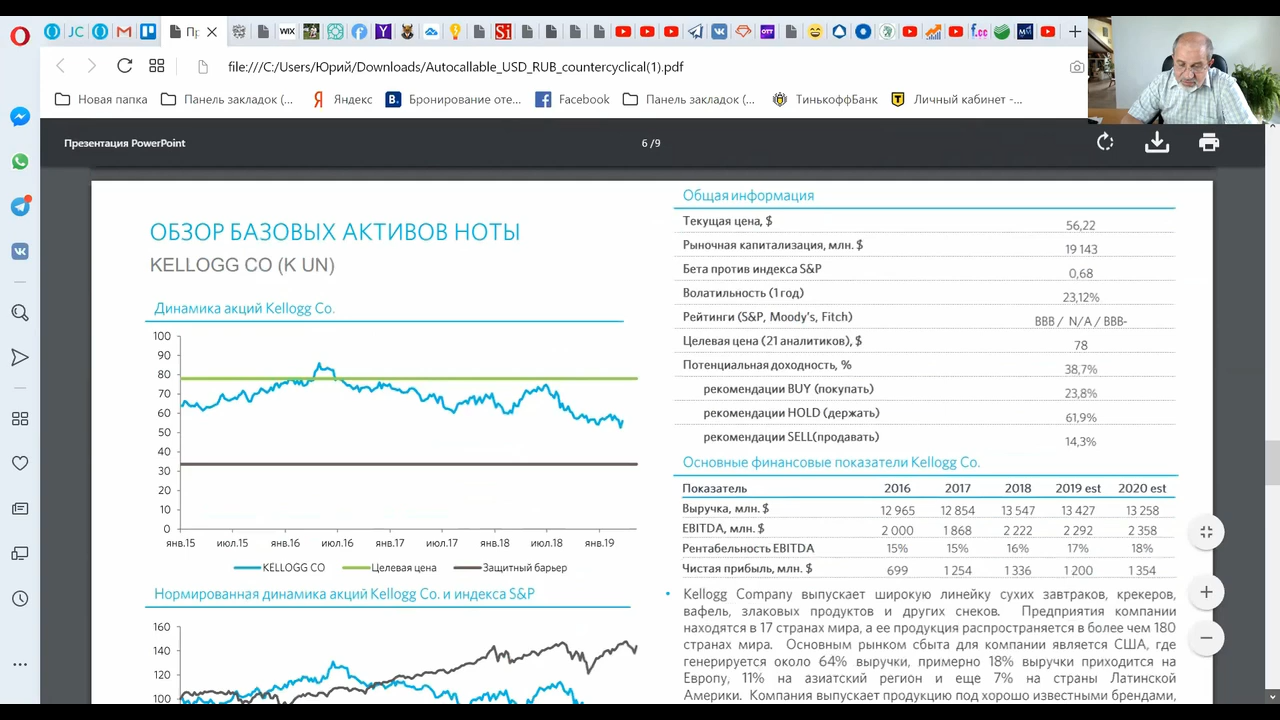 JC
WIX
Si
ОТТ
f.cc
Пр
file:///C:/Users/Юрий/Downloads/Autocallable_USD_RUB_countercyclical(1).pdf
Новая папка
Панель закладок (...
Яндекс
Бронирование оте...
Facebook
Панель закладок (...
ТинькоффБанк
Личный кабинет -...
Презентация PowerPoint
6 / 9
ОБЗОР БАЗОВЫХ АКТИВОВ НОТЫ
KELLOGG CO (K UN)
Динамика акций Kellogg Co.
100
90
80
70
60
50
40
30
20
10
0
янв.15 июл.15 янв.16 июл.16 янв.17 июл.17 янв.18 июл.18 янв.19
KELLOGG CO Целевая цена Защитный барьер
Нормированная динамика акций Kellogg Co. и индекса S&P
160
140
120
100
Общая информация
Текущая цена, $ 56,22
Рыночная капитализация, млн. $ 19 143
Бета против индекса S&P 0,68
Волатильность (1 год) 23,12%
Рейтинги (S&P, Moody's, Fitch) BBB / N/A / BBB-
Целевая цена (21 аналитиков), $ 78
Потенциальная доходность, % 38,7%
рекомендации BUY (покупать) 23,8%
рекомендации HOLD (держать) 61,9%
рекомендации SELL(продавать) 14,3%
Основные финансовые показатели Kellogg Co.
Показатель 2016 2017 2018 2019 est 2020 est
Выручка, млн. $ 12 965 12 854 13 547 13 427 13 258
EBITDA, млн. $ 2 000 1 868 2 222 2 292 2 358
Рентабельность EBITDA 15% 15% 16% 17% 18%
Чистая прибыль, млн. $ 699 1 254 1 336 1 200 1 354
• Kellogg Company выпускает широкую линейку сухих завтраков, крекеров,
вафель, злаковых продуктов и других снеков. Предприятия компании
находятся в 17 странах мира, а ее продукция распространяется в более чем 180
странах мира. Основным рынком сбыта для компании является США, где
генерируется около 64% выручки, примерно 18% выручки приходится на
Европу, 11% на азиатский регион и еще 7% на страны Латинской
Америки. Компания выпускает продукцию под хорошо известными брендами,